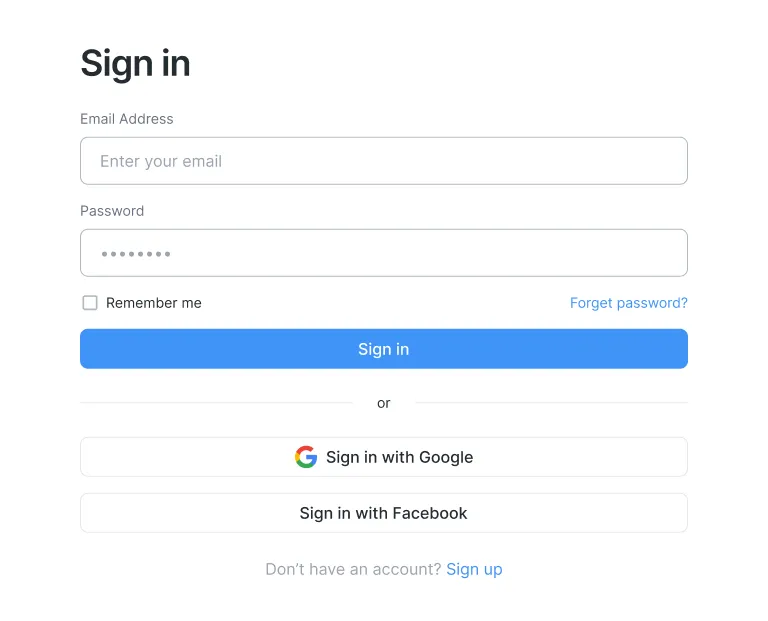 Sign in
Email Address
Enter your email
Password
••••••••
Remember me Forget password?
Sign in
or
Sign in with Google
Sign in with Facebook
Don’t have an account? Sign up